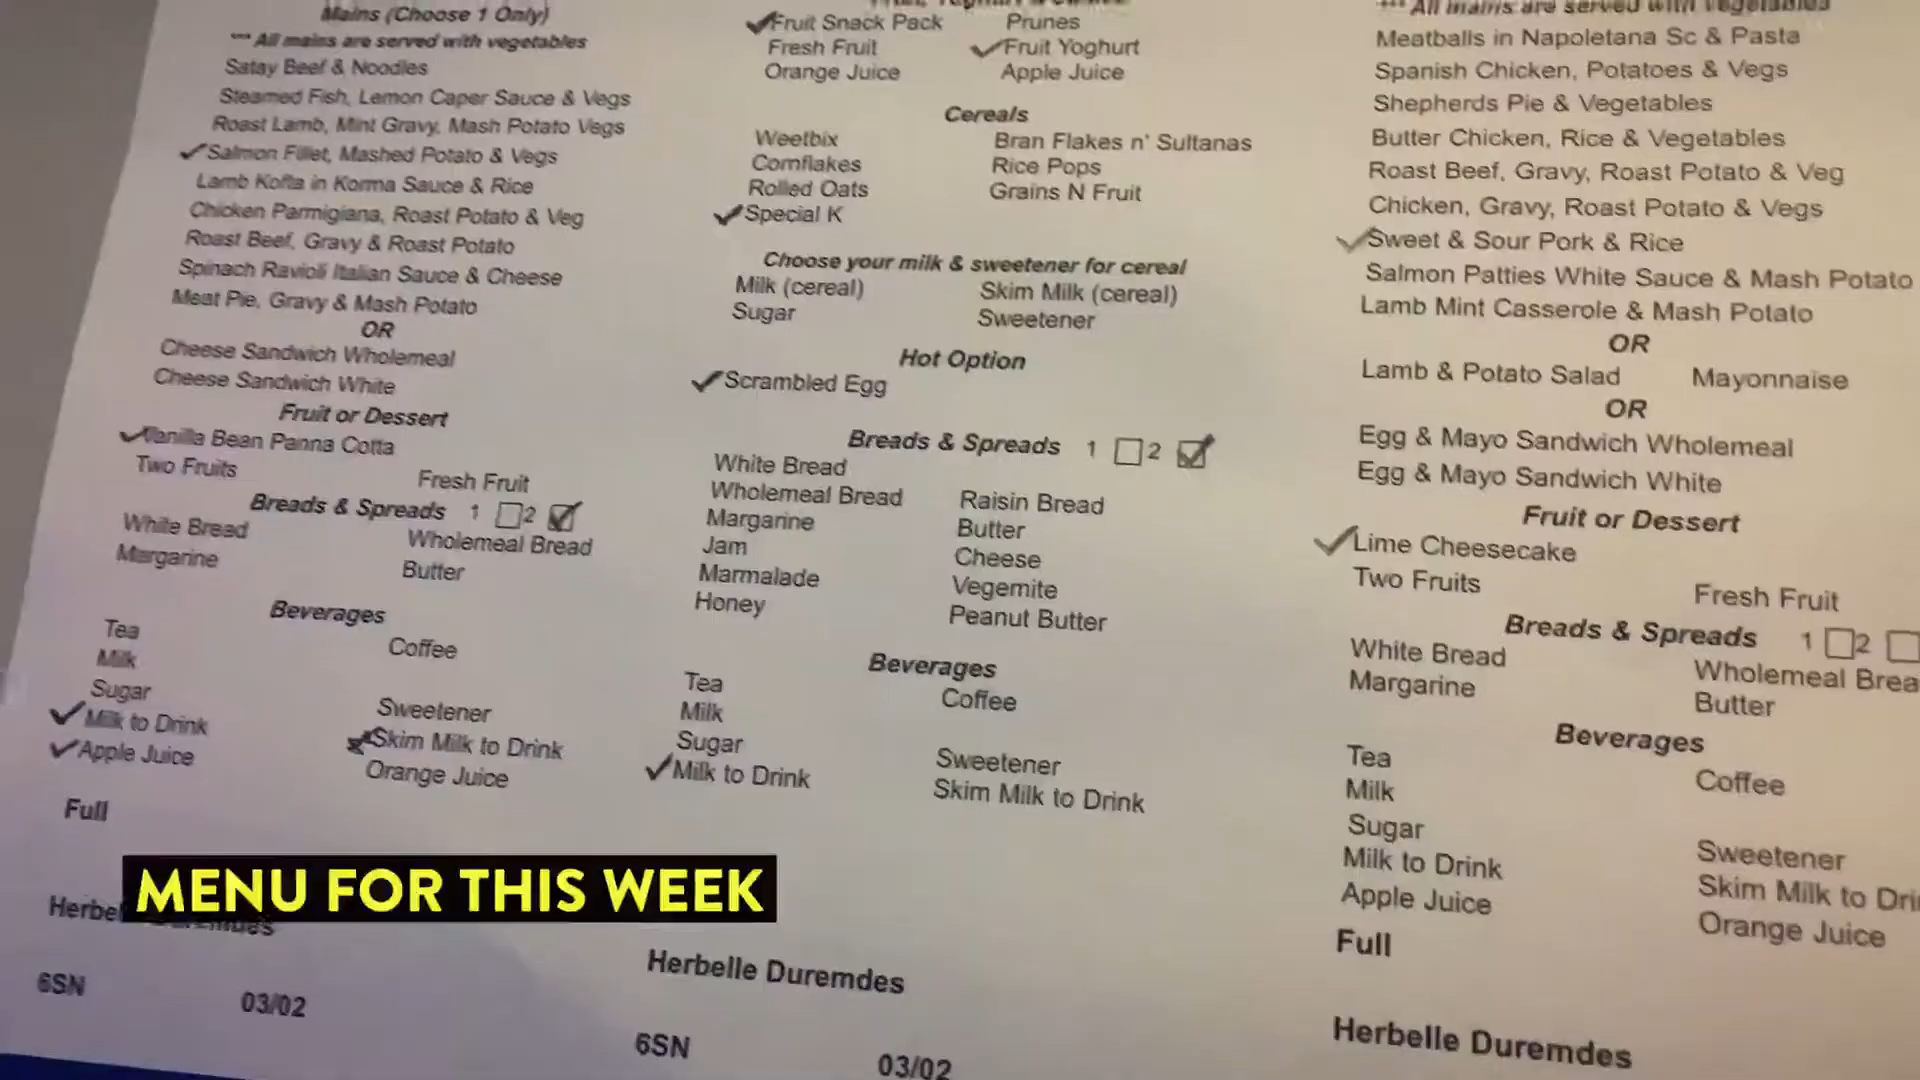 Mains (Choose 1 Only)
*** All mains are served with vegetables
Satay Beef & Noodles
Steamed Fish, Lemon Caper Sauce & Vegs
Roast Lamb, Mint Gravy, Mash Potato Vegs
Salmon Fillet, Mashed Potato & Vegs
Lamb Kofta in Korma Sauce & Rice
Chicken Parmigiana, Roast Potato & Veg
Roast Beef, Gravy & Roast Potato
Spinach Ravioli Italian Sauce & Cheese
Meat Pie, Gravy & Mash Potato
OR
Cheese Sandwich Wholemeal
Cheese Sandwich White
Fruit or Dessert
Vanilla Bean Panna Cotta
Two Fruits Fresh Fruit
Breads & Spreads 1 2
White Bread Wholemeal Bread
Margarine Butter
Beverages
Tea Coffee
Milk
Sugar Sweetener
Milk to Drink Skim Milk to Drink
Apple Juice Orange Juice
Full
6SN 03/02
Fruit Snack Pack Prunes
Fresh Fruit Fruit Yoghurt
Orange Juice Apple Juice
Cereals
Weetbix Bran Flakes n' Sultanas
Cornflakes Rice Pops
Rolled Oats Grains N Fruit
Special K
Choose your milk & sweetener for cereal
Milk (cereal) Skim Milk (cereal)
Sugar Sweetener
Hot Option
Scrambled Egg
Breads & Spreads 1 2
White Bread
Wholemeal Bread Raisin Bread
Margarine Butter
Jam Cheese
Marmalade Vegemite
Honey Peanut Butter
Beverages
Tea Coffee
Milk
Sugar Sweetener
Milk to Drink Skim Milk to Drink
Herbelle Duremdes
6SN 03/02
*** All mains are served with vegetables
Meatballs in Napoletana Sc & Pasta
Spanish Chicken, Potatoes & Vegs
Shepherds Pie & Vegetables
Butter Chicken, Rice & Vegetables
Roast Beef, Gravy, Roast Potato & Veg
Chicken, Gravy, Roast Potato & Vegs
Sweet & Sour Pork & Rice
Salmon Patties White Sauce & Mash Potato
Lamb Mint Casserole & Mash Potato
OR
Lamb & Potato Salad Mayonnaise
OR
Egg & Mayo Sandwich Wholemeal
Egg & Mayo Sandwich White
Fruit or Dessert
Lime Cheesecake
Two Fruits Fresh Fruit
Breads & Spreads 1 2
White Bread Wholemeal Brea
Margarine Butter
Beverages
Tea Coffee
Milk
Sugar Sweetener
Milk to Drink Skim Milk to Dri
Apple Juice Orange Juice
Full
Herbelle Duremdes
MENU FOR THIS WEEK